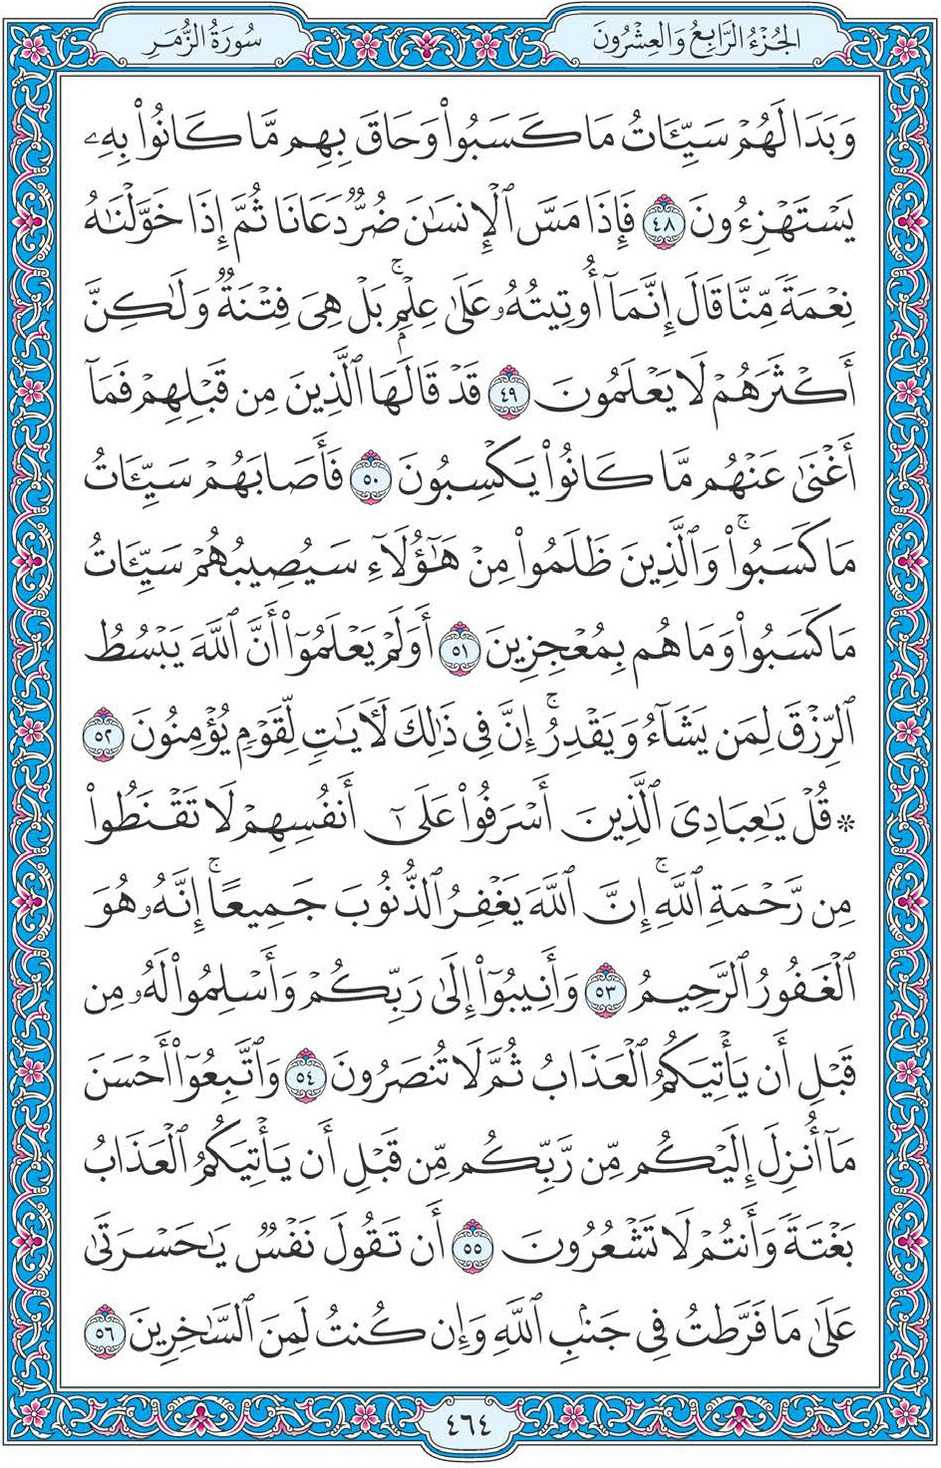 الجُزْءُ الرَّابِعُ وَالعِشْرُونَ
سُورَةُ الزُّمَرِ
وَبَدَا لَهُمْ سَيِّـَٔاتُ مَا كَسَبُوا۟ وَحَاقَ بِهِم مَّا كَانُوا۟ بِهِۦ
يَسْتَهْزِءُونَ ٤٨ فَإِذَا مَسَّ ٱلْإِنسَٰنَ ضُرٌّ دَعَانَا ثُمَّ إِذَا خَوَّلْنَٰهُ
نِعْمَةً مِّنَّا قَالَ إِنَّمَآ أُوتِيتُهُۥ عَلَىٰ عِلْمٍۭ ۚ بَلْ هِىَ فِتْنَةٌ وَلَٰكِنَّ
أَكْثَرَهُمْ لَا يَعْلَمُونَ ٤٩ قَدْ قَالَهَا ٱلَّذِينَ مِن قَبْلِهِمْ فَمَآ
أَغْنَىٰ عَنْهُم مَّا كَانُوا۟ يَكْسِبُونَ ٥٠ فَأَصَابَهُمْ سَيِّـَٔاتُ
مَا كَسَبُوا۟ ۚ وَٱلَّذِينَ ظَلَمُوا۟ مِنْ هَٰٓؤُلَآءِ سَيُصِيبُهُمْ سَيِّـَٔاتُ
مَا كَسَبُوا۟ وَمَا هُم بِمُعْجِزِينَ ٥١ أَوَلَمْ يَعْلَمُوٓا۟ أَنَّ ٱللَّهَ يَبْسُطُ
ٱلرِّزْقَ لِمَن يَشَآءُ وَيَقْدِرُ ۚ إِنَّ فِى ذَٰلِكَ لَـَٔايَٰتٍ لِّقَوْمٍ يُؤْمِنُونَ ٥٢
* قُلْ يَٰعِبَادِىَ ٱلَّذِينَ أَسْرَفُوا۟ عَلَىٰٓ أَنفُسِهِمْ لَا تَقْنَطُوا۟
مِن رَّحْمَةِ ٱللَّهِ ۚ إِنَّ ٱللَّهَ يَغْفِرُ ٱلذُّنُوبَ جَمِيعًا ۚ إِنَّهُۥ هُوَ
ٱلْغَفُورُ ٱلرَّحِيمُ ٥٣ وَأَنِيبُوٓا۟ إِلَىٰ رَبِّكُمْ وَأَسْلِمُوا۟ لَهُۥ مِن
قَبْلِ أَن يَأْتِيَكُمُ ٱلْعَذَابُ ثُمَّ لَا تُنصَرُونَ ٥٤ وَٱتَّبِعُوٓا۟ أَحْسَنَ
مَآ أُنزِلَ إِلَيْكُم مِّن رَّبِّكُم مِّن قَبْلِ أَن يَأْتِيَكُمُ ٱلْعَذَابُ
بَغْتَةً وَأَنتُمْ لَا تَشْعُرُونَ ٥٥ أَن تَقُولَ نَفْسٌ يَٰحَسْرَتَىٰ
عَلَىٰ مَا فَرَّطتُ فِى جَنۢبِ ٱللَّهِ وَإِن كُنتُ لَمِنَ ٱلسَّٰخِرِينَ ٥٦
٤٦٤